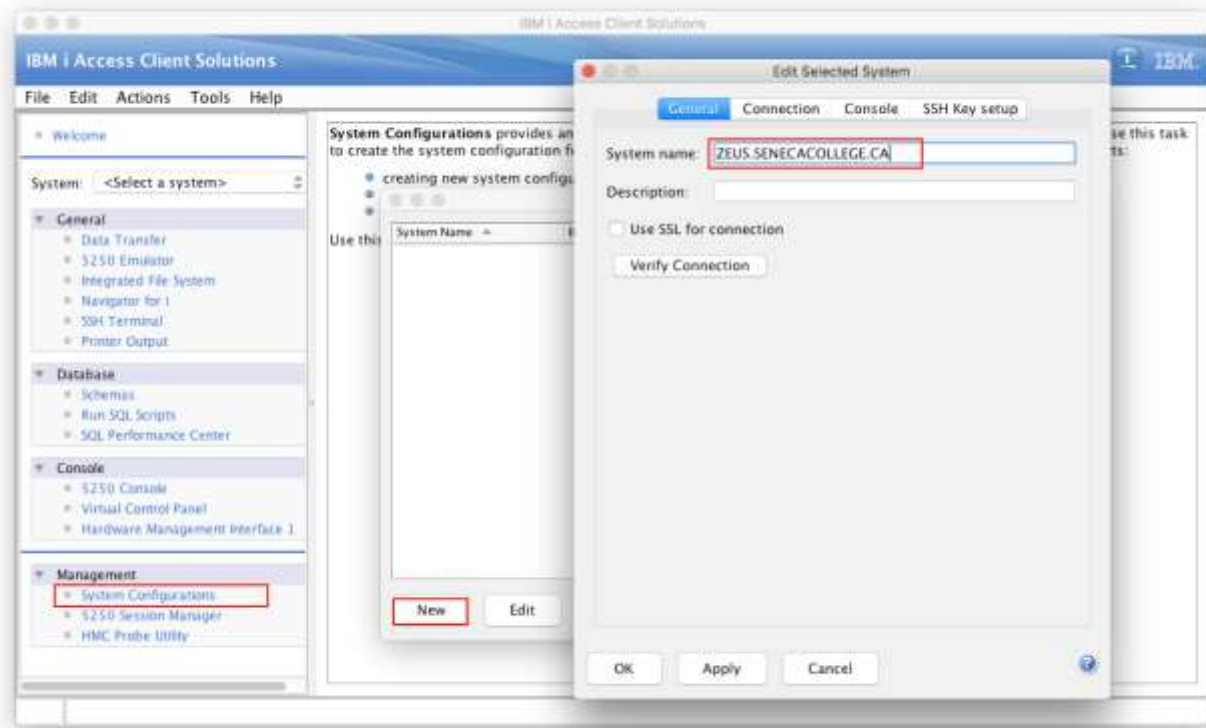 IBM i Access Client Solutions
IBM i Access Client Solutions
IBM.
File Edit Actions Tools Help
Welcome
System: <Select a system>
General
Data Transfer
5250 Emulator
Integrated File System
Navigator for i
SSH Terminal
Printer Output
Database
Schemas
Run SQL Scripts
SQL Performance Center
Console
5250 Console
Virtual Control Panel
Hardware Management Interface 1
Management
System Configurations
5250 Session Manager
HMC Probe Utility
System Configurations provides an
se this task
to create the system configuration f
ts:
creating new system configu
Use this
System Name
New Edit
Edit Selected System
General Connection Console SSH Key setup
System name: ZEUS.SENECACOLLEGE.CA
Description:
Use SSL for connection
Verify Connection
OK Apply Cancel
?